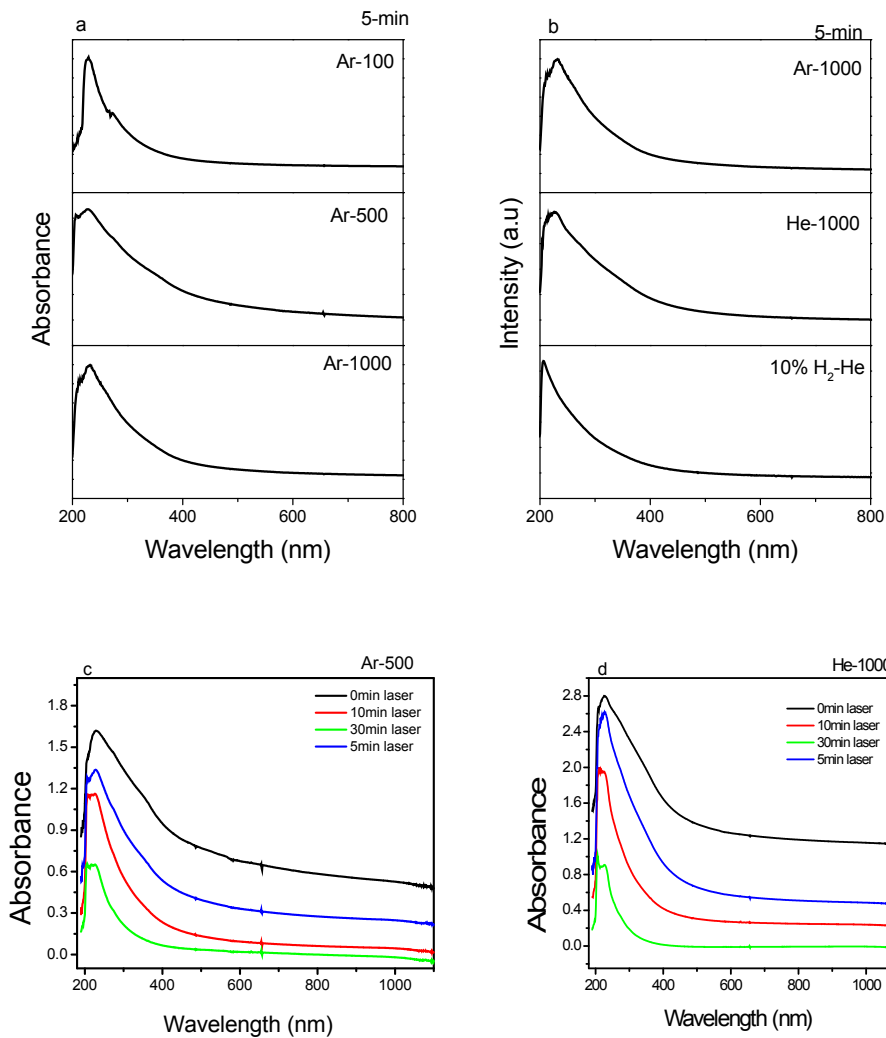 a
5-min
Ar-100
Ar-500
Ar-1000
Absorbance
200 400 600 800
Wavelength (nm)
b
5-min
Ar-1000
He-1000
10% H2-He
Intensity (a.u)
200 400 600 800
Wavelength (nm)
c
Ar-500
0min laser
10min laser
30min laser
5min laser
1.8
1.5
1.2
0.9
0.6
0.3
0.0
Absorbance
200 400 600 800 1000
Wavelength (nm)
d
He-1000
0min laser
10min laser
30min laser
5min laser
2.8
2.4
2.0
1.6
1.2
0.8
0.4
0.0
Absorbance
200 400 600 800 1000
Wavelength (nm)